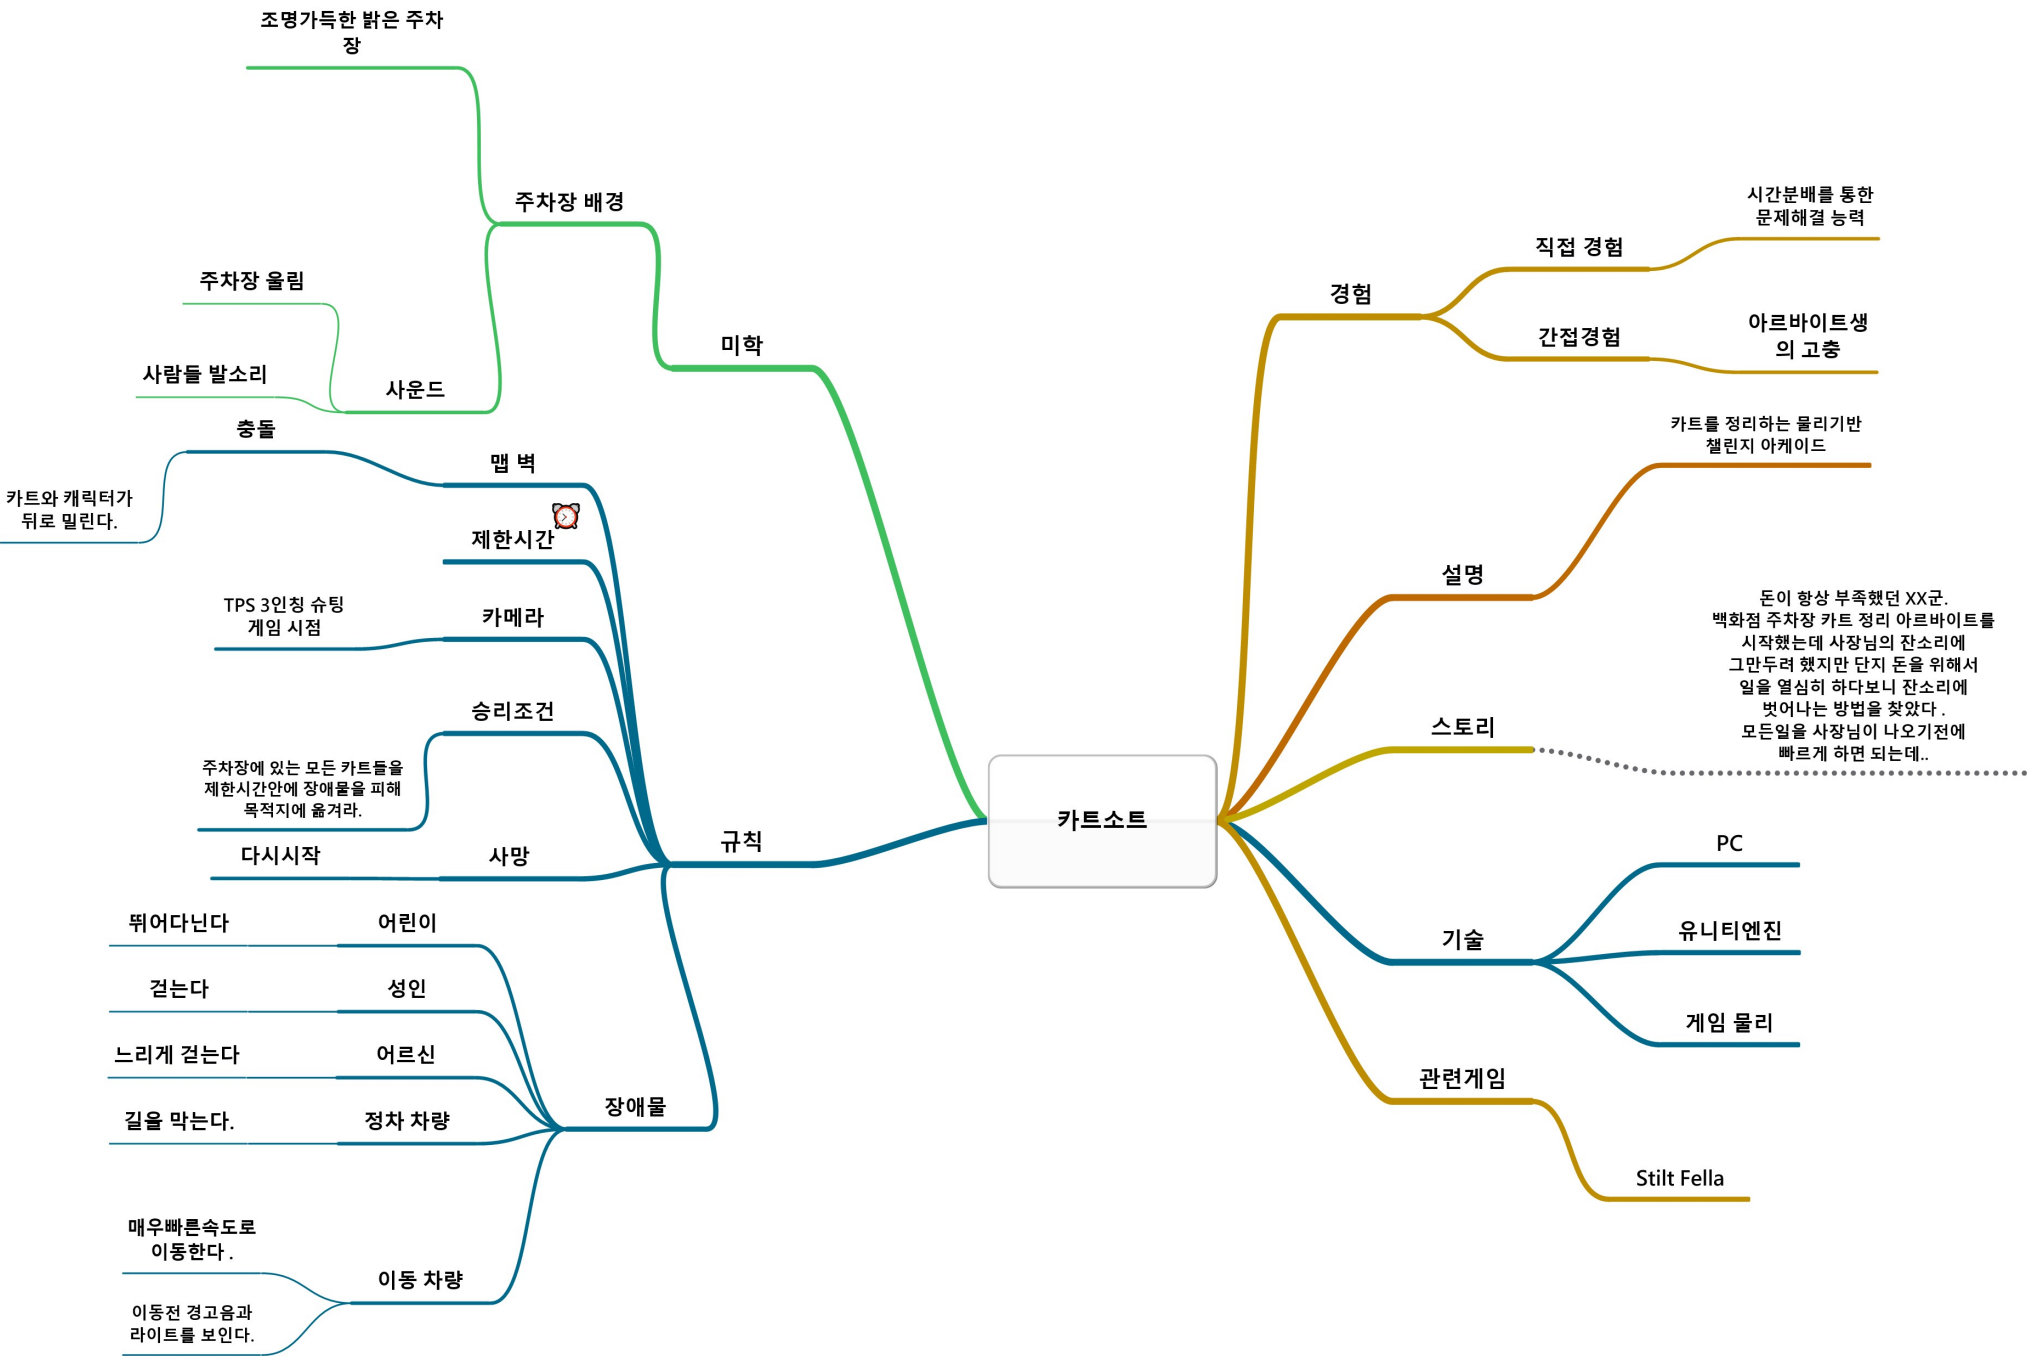 조명가득한 밝은 주차
장
주차장 배경
주차장 울림
사람들 발소리
사운드
미학
충돌
맵 벽
카트와 캐릭터가
뒤로 밀린다.
제한시간
TPS 3인칭 슈팅
게임 시점
카메라
승리조건
주차장에 있는 모든 카트들을
제한시간안에 장애물을 피해
목적지에 옮겨라.
다시시작
사망
규칙
뛰어다닌다
어린이
걷는다
성인
느리게 걷는다
어르신
길을 막는다.
정차 차량
장애물
매우빠른속도로
이동한다 .
이동 차량
이동전 경고음과
라이트를 보인다.
카트소트
경험
직접 경험
시간분배를 통한
문제해결 능력
간접경험
아르바이트생
의 고충
설명
카트를 정리하는 물리기반
챌린지 아케이드
스토리
돈이 항상 부족했던 XX군.
백화점 주차장 카트 정리 아르바이트를
시작했는데 사장님의 잔소리에
그만두려 했지만 단지 돈을 위해서
일을 열심히 하다보니 잔소리에
벗어나는 방법을 찾았다 .
모든일을 사장님이 나오기전에
빠르게 하면 되는데..
기술
PC
유니티엔진
게임 물리
관련게임
Stilt Fella